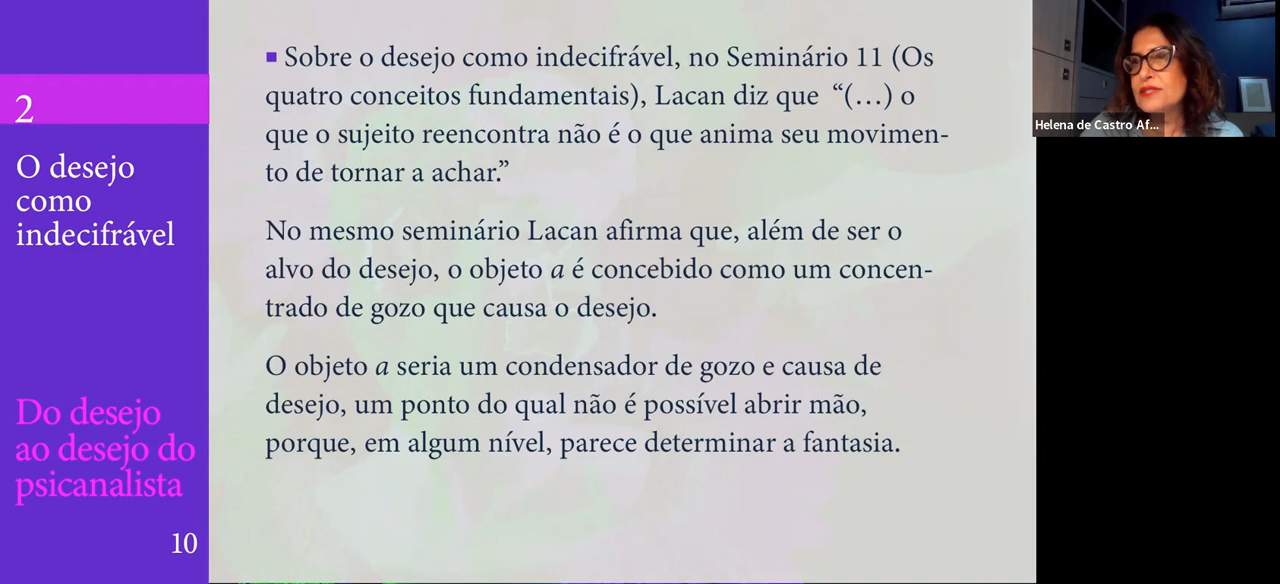 2
O desejo
como
indecifrável
Do desejo
ao desejo do
psicanalista
10
■ Sobre o desejo como indecifrável, no Seminário 11 (Os
quatro conceitos fundamentais), Lacan diz que “(…) o
que o sujeito reencontra não é o que anima seu movimen-
to de tornar a achar.”
No mesmo seminário Lacan afirma que, além de ser o
alvo do desejo, o objeto a é concebido como um concen-
trado de gozo que causa o desejo.
O objeto a seria um condensador de gozo e causa de
desejo, um ponto do qual não é possível abrir mão,
porque, em algum nível, parece determinar a fantasia.
Helena de Castro Af...